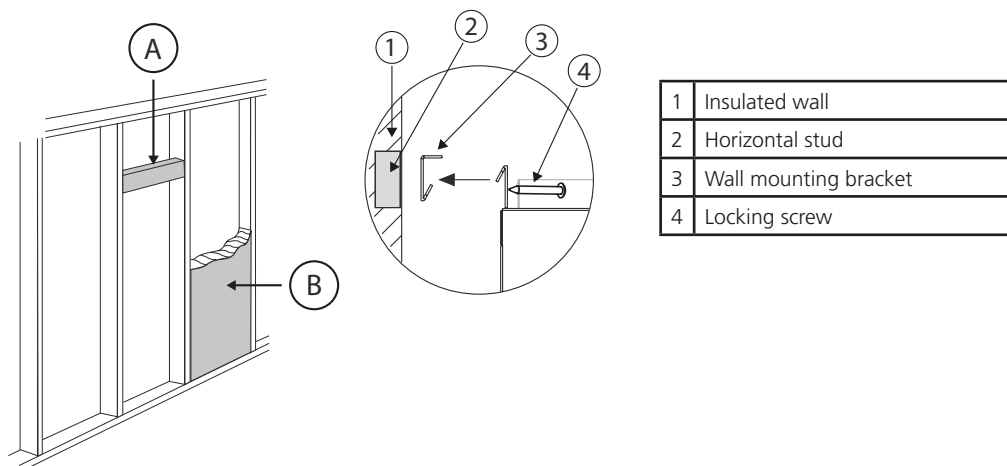 A
B
1
2
3
4
1 Insulated wall
2 Horizontal stud
3 Wall mounting bracket
4 Locking screw